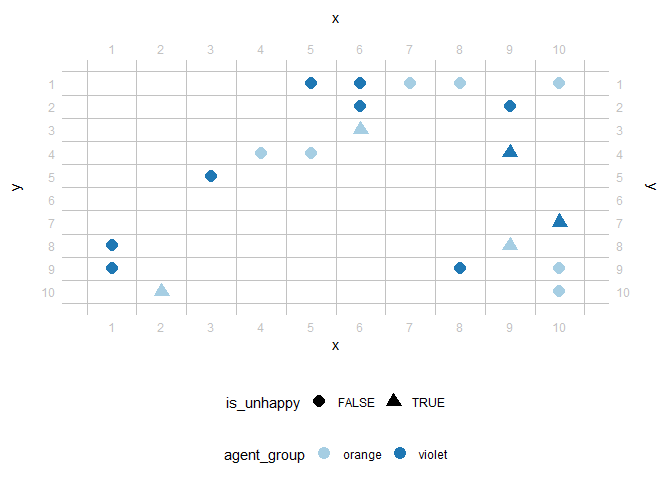 x
1 2 3 4 5 6 7 8 9 10
1 1
2 2
3 3
4 4
5 5
6 6
y y
7 7
8 8
9 9
10 10
1 2 3 4 5 6 7 8 9 10
x
is_unhappy FALSE TRUE
agent_group orange violet